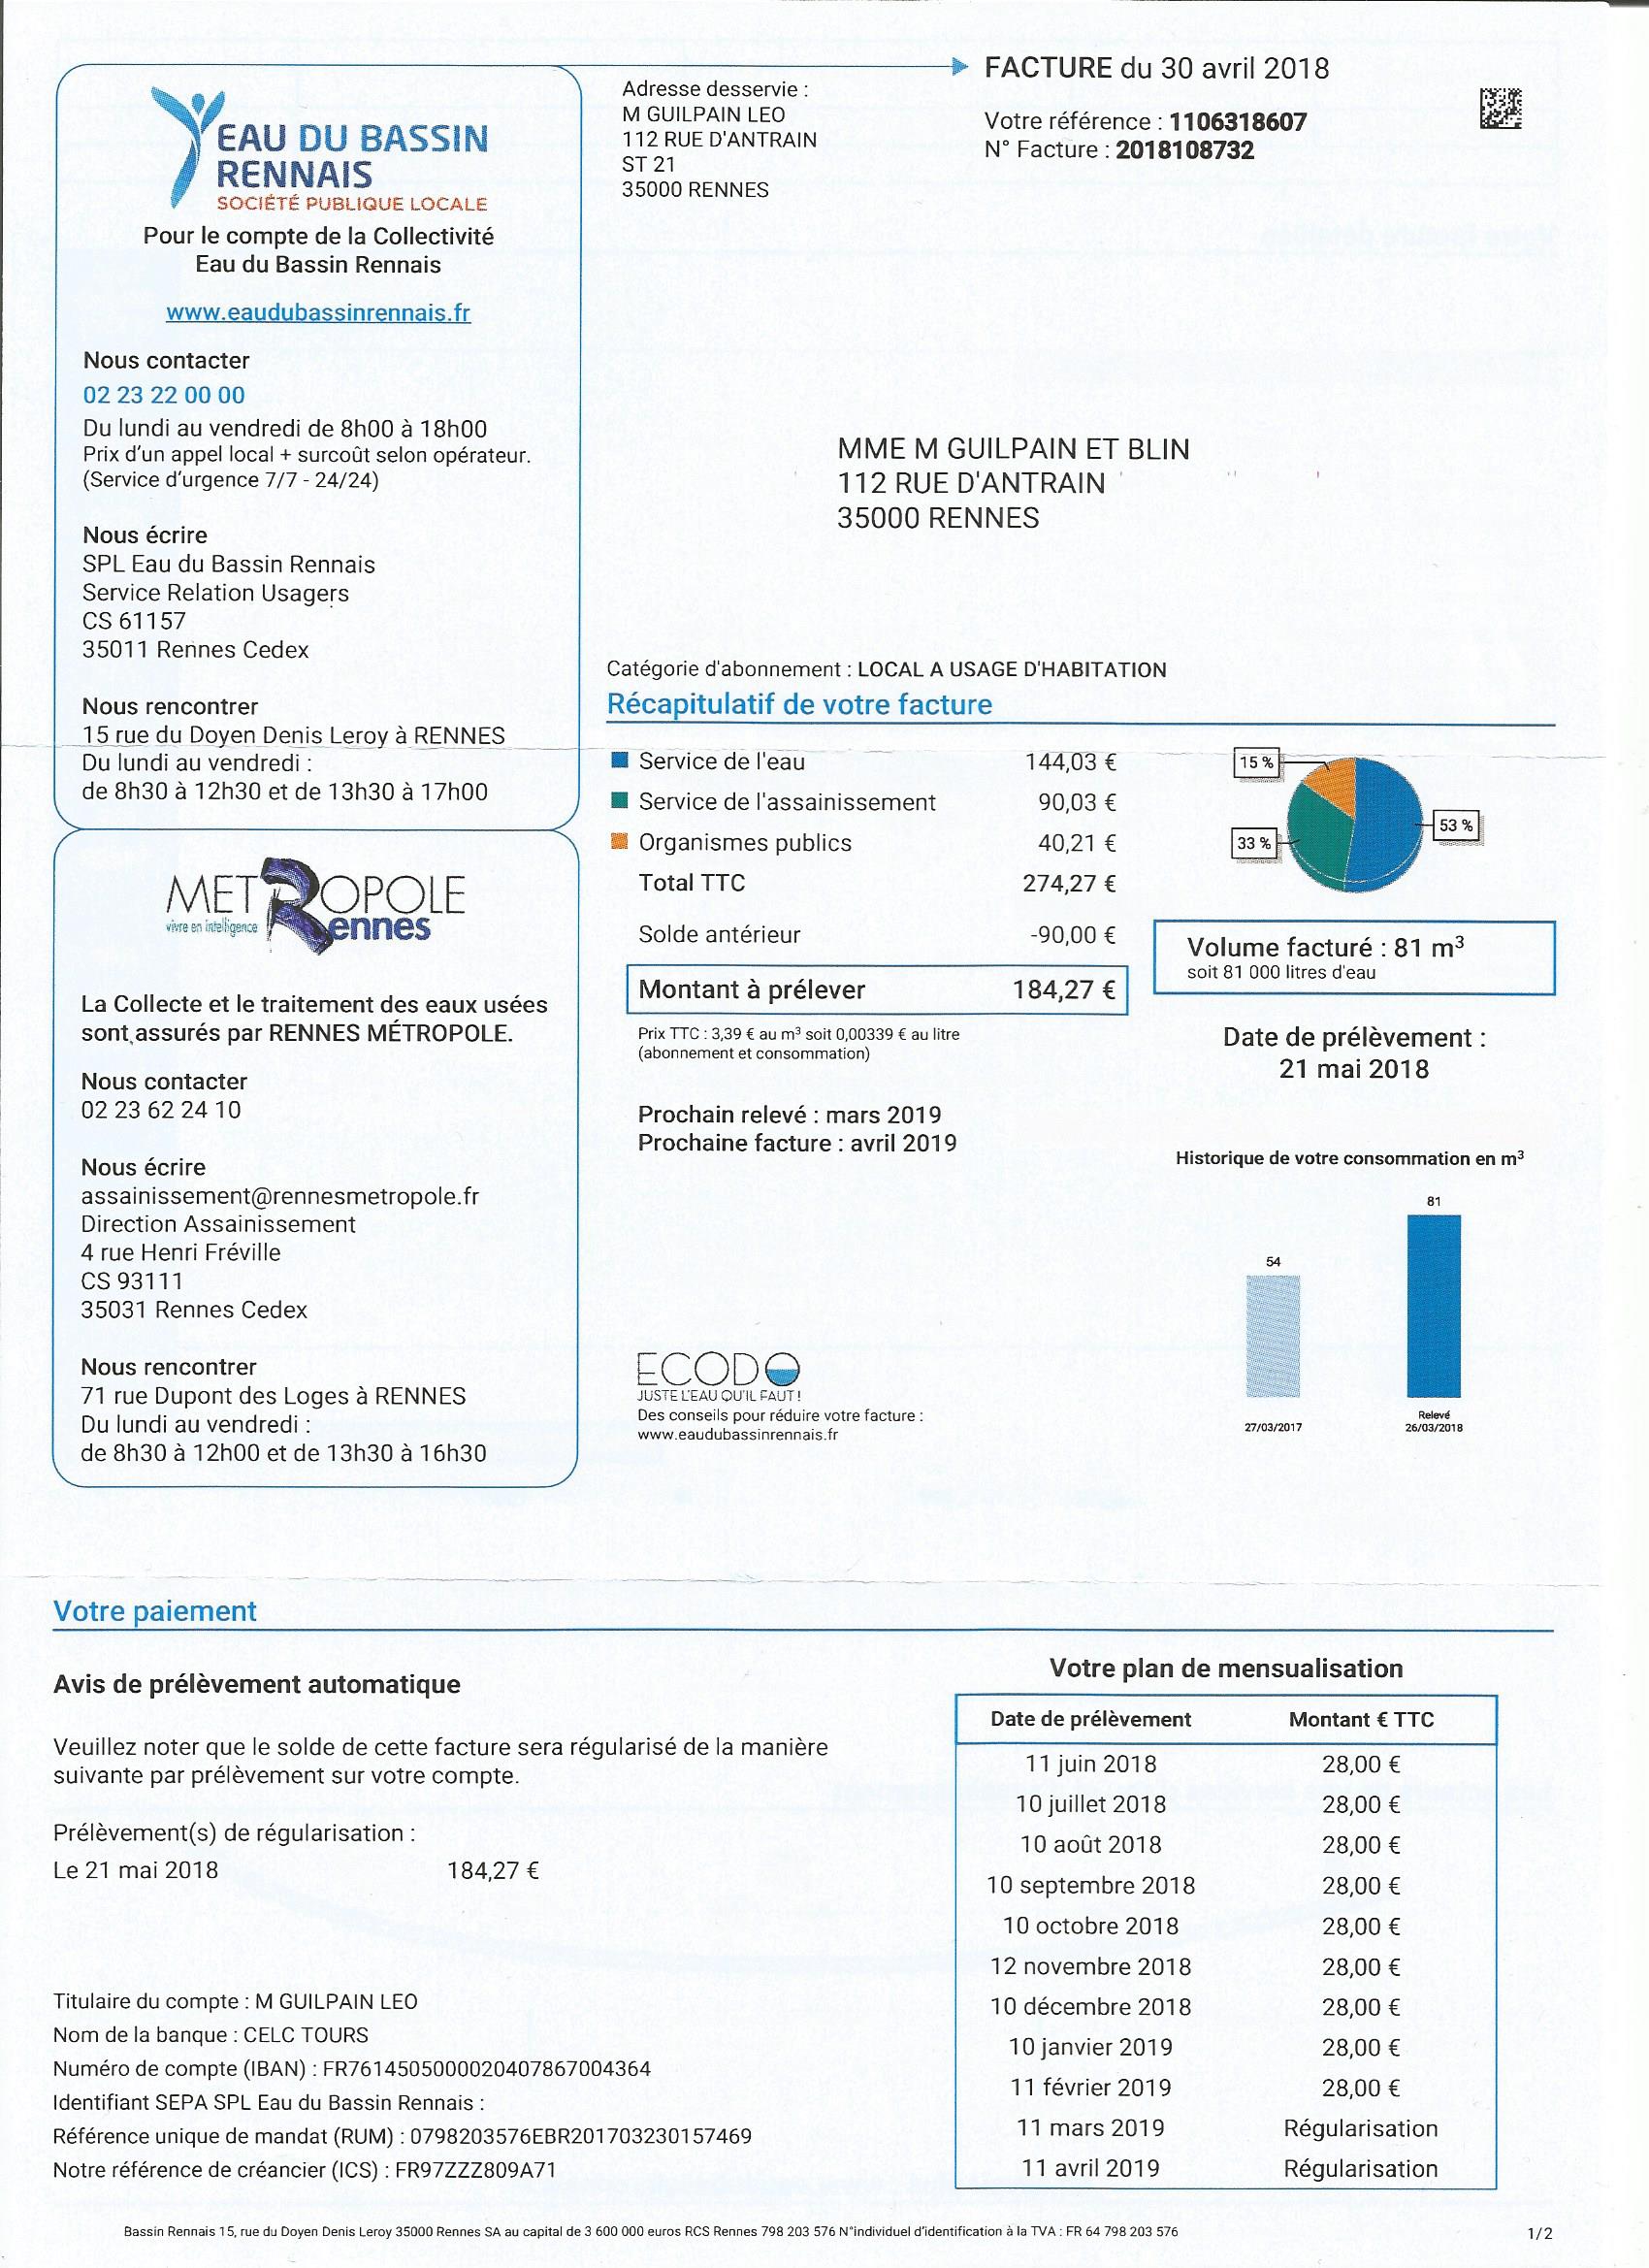 EAU DU BASSIN
RENNAIS
SOCIÉTÉ PUBLIQUE LOCALE
Pour le compte de la Collectivité
Eau du Bassin Rennais
www.eaudubassinrennais.fr
Nous contacter
02 23 22 00 00
Du lundi au vendredi de 8h00 à 18h00
Prix d'un appel local + surcoût selon opérateur.
(Service d'urgence 7/7 - 24/24)
Nous écrire
SPL Eau du Bassin Rennais
Service Relation Usagers
CS 61157
35011 Rennes Cedex
Nous rencontrer
15 rue du Doyen Denis Leroy à RENNES
Du lundi au vendredi :
de 8h30 à 12h30 et de 13h30 à 17h00
METROPOLE
vivre en intelligence
Rennes
La Collecte et le traitement des eaux usées
sont assurés par RENNES MÉTROPOLE.
Nous contacter
02 23 62 24 10
Nous écrire
assainissement@rennesmetropole.fr
Direction Assainissement
4 rue Henri Fréville
CS 93111
35031 Rennes Cedex
Nous rencontrer
71 rue Dupont des Loges à RENNES
Du lundi au vendredi :
de 8h30 à 12h00 et de 13h30 à 16h30
Adresse desservie :
M GUILPAIN LEO
112 RUE D'ANTRAIN
ST 21
35000 RENNES
FACTURE du 30 avril 2018
Votre référence : 1106318607
N° Facture : 2018108732
MME M GUILPAIN ET BLIN
112 RUE D'ANTRAIN
35000 RENNES
Catégorie d'abonnement : LOCAL A USAGE D'HABITATION
Récapitulatif de votre facture
Service de l'eau 144,03 €
Service de l'assainissement 90,03 €
Organismes publics 40,21 €
Total TTC 274,27 €
Solde antérieur -90,00 €
Montant à prélever 184,27 €
Prix TTC : 3,39 € au m³ soit 0,00339 € au litre
(abonnement et consommation)
Prochain relevé : mars 2019
Prochaine facture : avril 2019
15 %
53 %
33 %
Volume facturé : 81 m³
soit 81 000 litres d'eau
Date de prélèvement :
21 mai 2018
Historique de votre consommation en m³
81
54
27/03/2017
Relevé
26/03/2018
ECODO
JUSTE L'EAU QU'IL FAUT !
Des conseils pour réduire votre facture :
www.eaudubassinrennais.fr
Votre paiement
Avis de prélèvement automatique
Veuillez noter que le solde de cette facture sera régularisé de la manière
suivante par prélèvement sur votre compte.
Prélèvement(s) de régularisation :
Le 21 mai 2018 184,27 €
Titulaire du compte : M GUILPAIN LEO
Nom de la banque : CELC TOURS
Numéro de compte (IBAN) : FR7614505000020407867004364
Identifiant SEPA SPL Eau du Bassin Rennais :
Référence unique de mandat (RUM) : 0798203576EBR201703230157469
Notre référence de créancier (ICS) : FR97ZZZ809A71
Votre plan de mensualisation
Date de prélèvement Montant € TTC
11 juin 2018 28,00 €
10 juillet 2018 28,00 €
10 août 2018 28,00 €
10 septembre 2018 28,00 €
10 octobre 2018 28,00 €
12 novembre 2018 28,00 €
10 décembre 2018 28,00 €
10 janvier 2019 28,00 €
11 février 2019 28,00 €
11 mars 2019 Régularisation
11 avril 2019 Régularisation
Bassin Rennais 15, rue du Doyen Denis Leroy 35000 Rennes SA au capital de 3 600 000 euros RCS Rennes 798 203 576 N°individuel d'identification à la TVA : FR 64 798 203 576
1/2